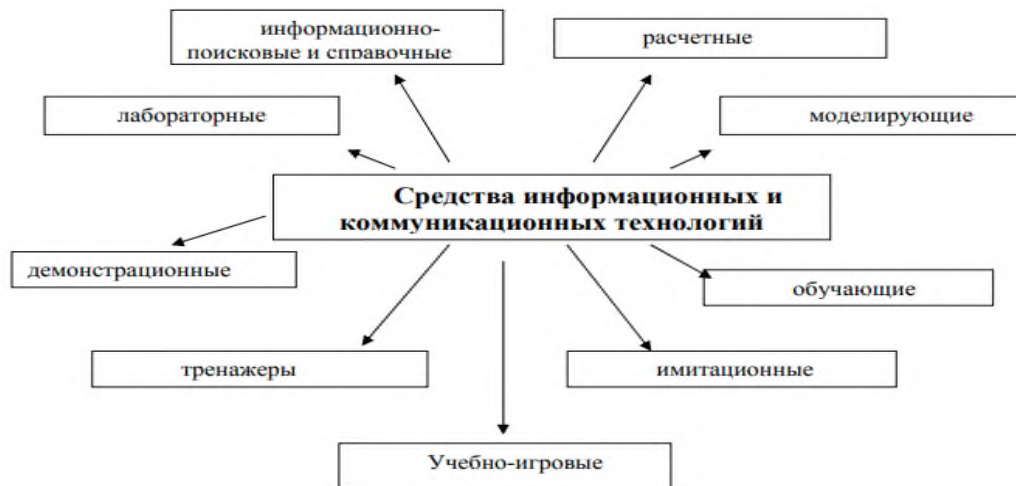 информационно-
поисковые и справочные
расчетные
лабораторные
моделирующие
Средства информационных и
коммуникационных технологий
демонстрационные
обучающие
тренажеры
имитационные
Учебно-игровые